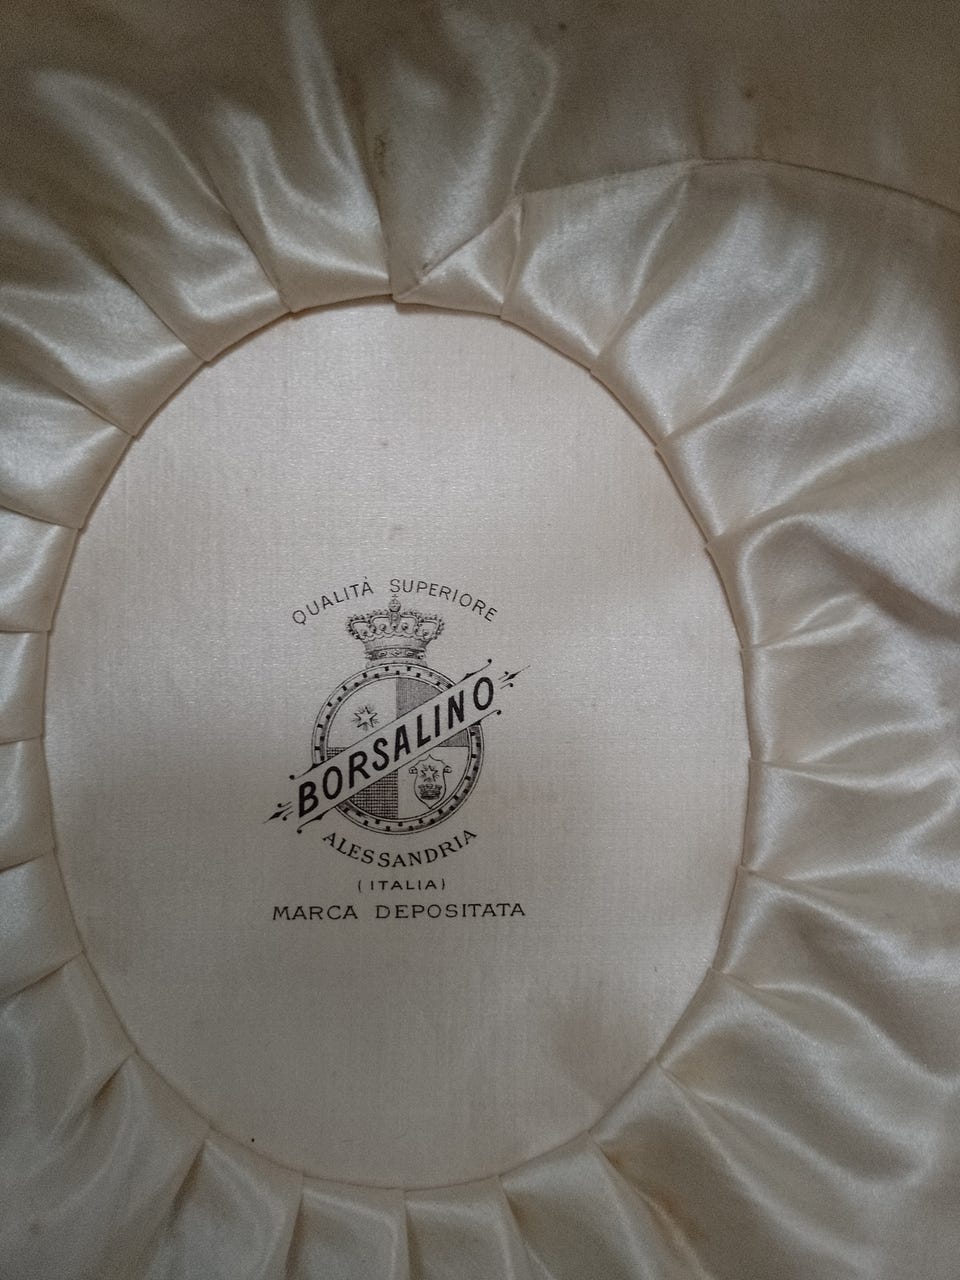 QUALITÀ SUPERIORE
BORSALINO
ALESSANDRIA
(ITALIA)
MARCA DEPOSITATA